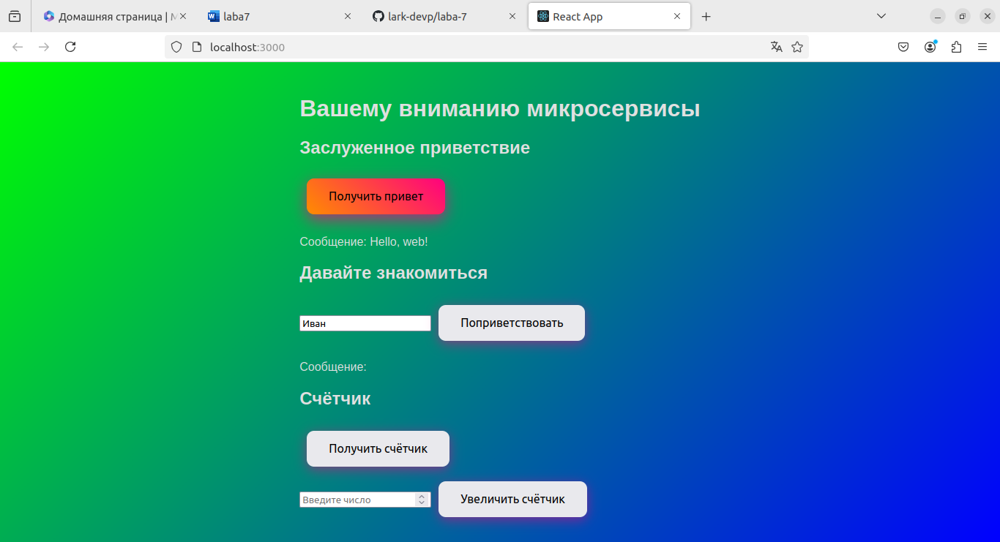 Домашняя страница | M
laba7
lark-devp/laba-7
React App
localhost:3000
Вашему вниманию микросервисы
Заслуженное приветствие
Получить привет
Сообщение: Hello, web!
Давайте знакомиться
Иван
Поприветствовать
Сообщение:
Счётчик
Получить счётчик
Введите число
Увеличить счётчик